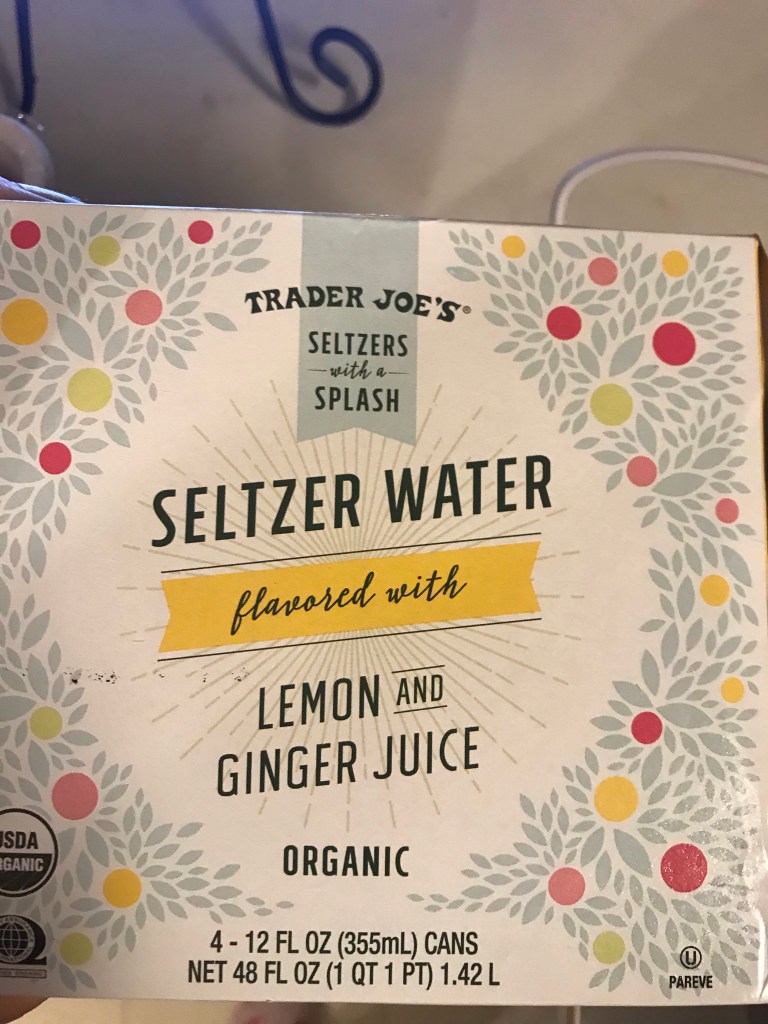 TRADER JOE'S®
SELTZERS
with a
SPLASH
SELTZER WATER
flavored with
LEMON AND
GINGER JUICE
USDA
ORGANIC
ORGANIC
4 - 12 FL OZ (355mL) CANS
NET 48 FL OZ (1 QT 1 PT) 1.42 L
U
PAREVE